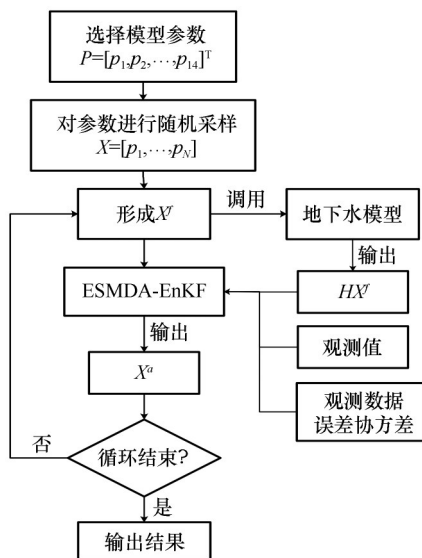 选择模型参数
P=[p₁,p₂,…,p₁₄]ᵀ
对参数进行随机采样
X=[p₁,…,p_N]
形成Xᶠ
调用
地下水模型
输出
ESMDA-EnKF
HXᶠ
输出
观测值
Xᵃ
观测数据
误差协方差
否
循环结束?
是
输出结果